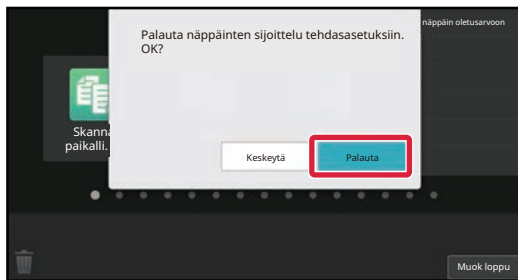 näppäin oletusarvoon
Palauta näppäinten sijoittelu tehdasasetuksiin.
OK?
Skanna
paikalli.
Keskeytä
Palauta
Muok loppu